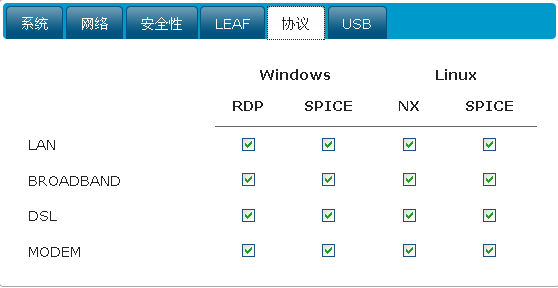 系统 网络 安全性 LEAF 协议 USB
Windows Linux
RDP SPICE NX SPICE
LAN
BROADBAND
DSL
MODEM